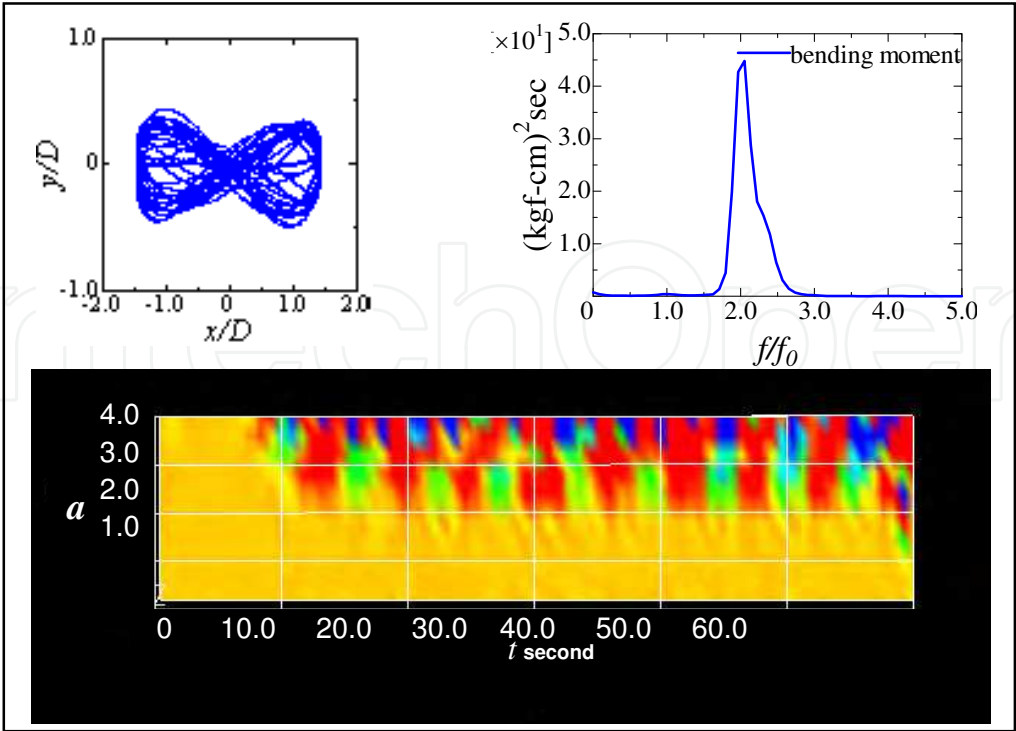 1.0
0
-1.0
y/D
-2.0 -1.0 0 1.0 2.0
x/D
×10¹] 5.0
4.0
3.0
2.0
1.0
(kgf-cm)² sec
bending moment
0 1.0 2.0 3.0 4.0 5.0
f/f₀
4.0
3.0
2.0
1.0
a
0 10.0 20.0 30.0 40.0 50.0 60.0
t second